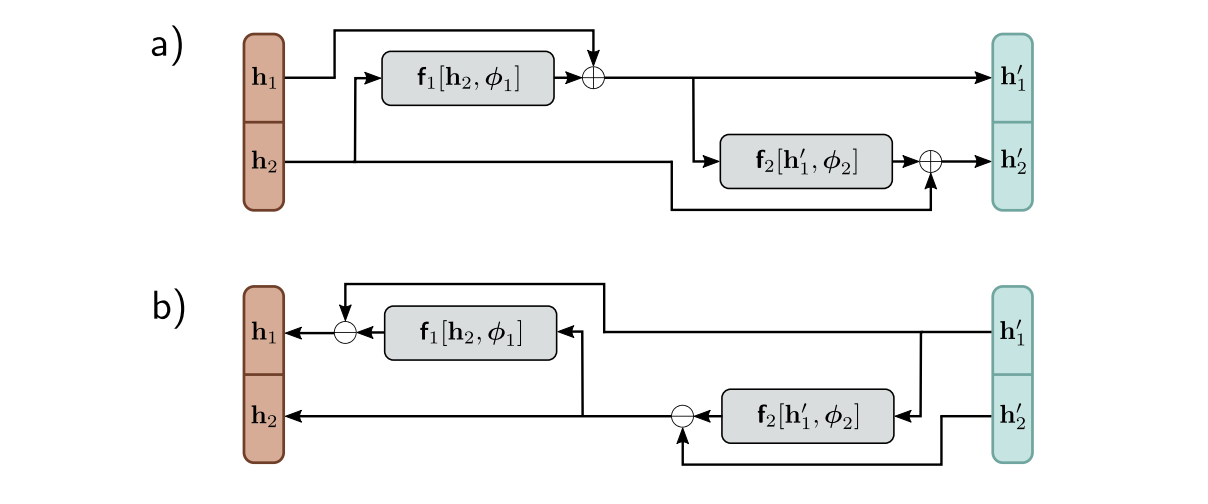 a)
h₁
f₁[h₂, ϕ₁]
h′₁
h₂
f₂[h′₁, ϕ₂]
h′₂
b)
h₁
f₁[h₂, ϕ₁]
h′₁
h₂
f₂[h′₁, ϕ₂]
h′₂